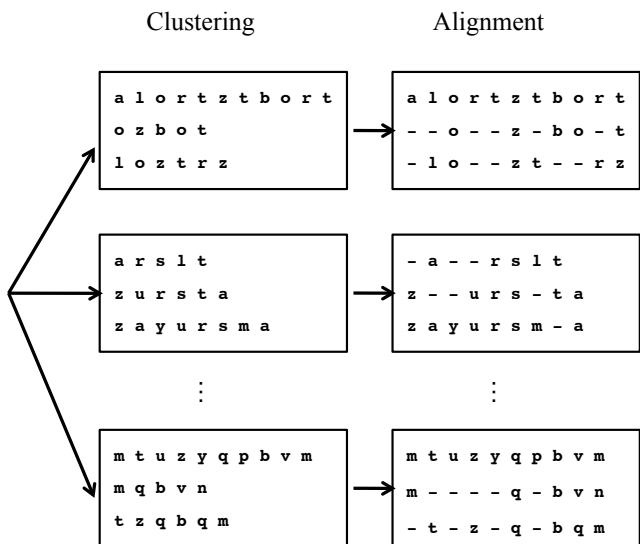 Clustering Alignment
a l o r t z t b o r t
o z b o t
l o z t r z
a l o r t z t b o r t
- - o - - z - b o - t
- l o - - z t - - r z
a r s l t
z u r s t a
z a y u r s m a
- a - - r s l t
z - - u r s - t a
z a y u r s m - a
⋮ ⋮
m t u z y q p b v m
m q b v n
t z q b q m
m t u z y q p b v m
m - - - - q - b v n
- t - z - q - b q m